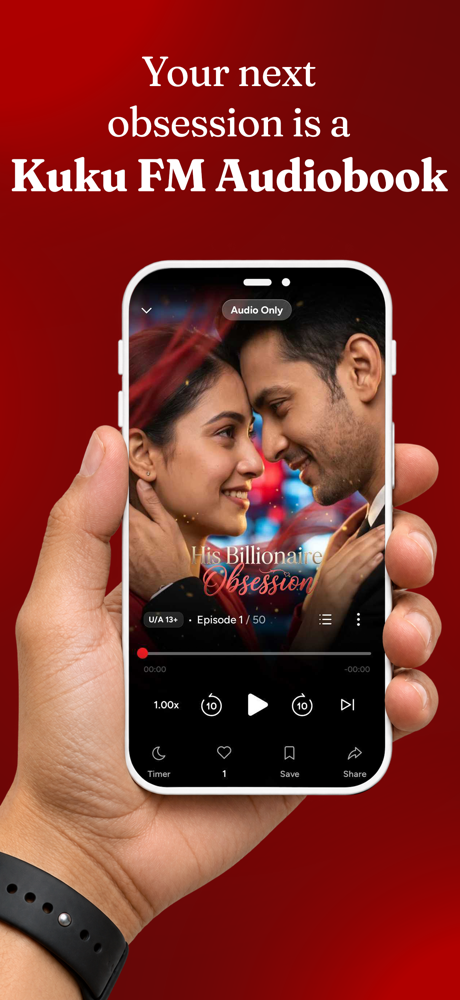 Your next
obsession is a
Kuku FM Audiobook
Audio Only
His Billionaire
Obsession
U/A 13+ • Episode 1 / 50
00:00 -00:00
1.00x 10 10
Timer 1 Save Share